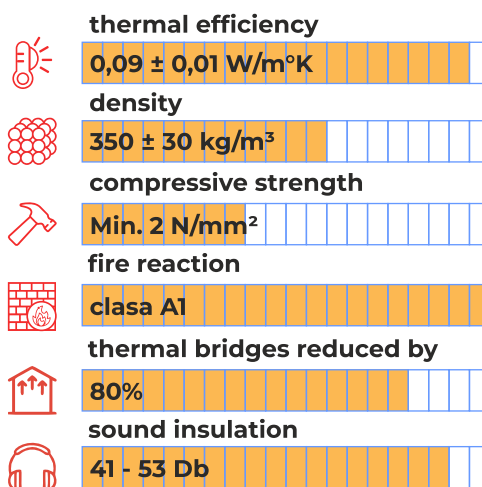 thermal efficiency
0,09 ± 0,01 W/m°K
density
350 ± 30 kg/m³
compressive strength
Min. 2 N/mm²
fire reaction
clasa A1
thermal bridges reduced by
80%
sound insulation
41 - 53 Db